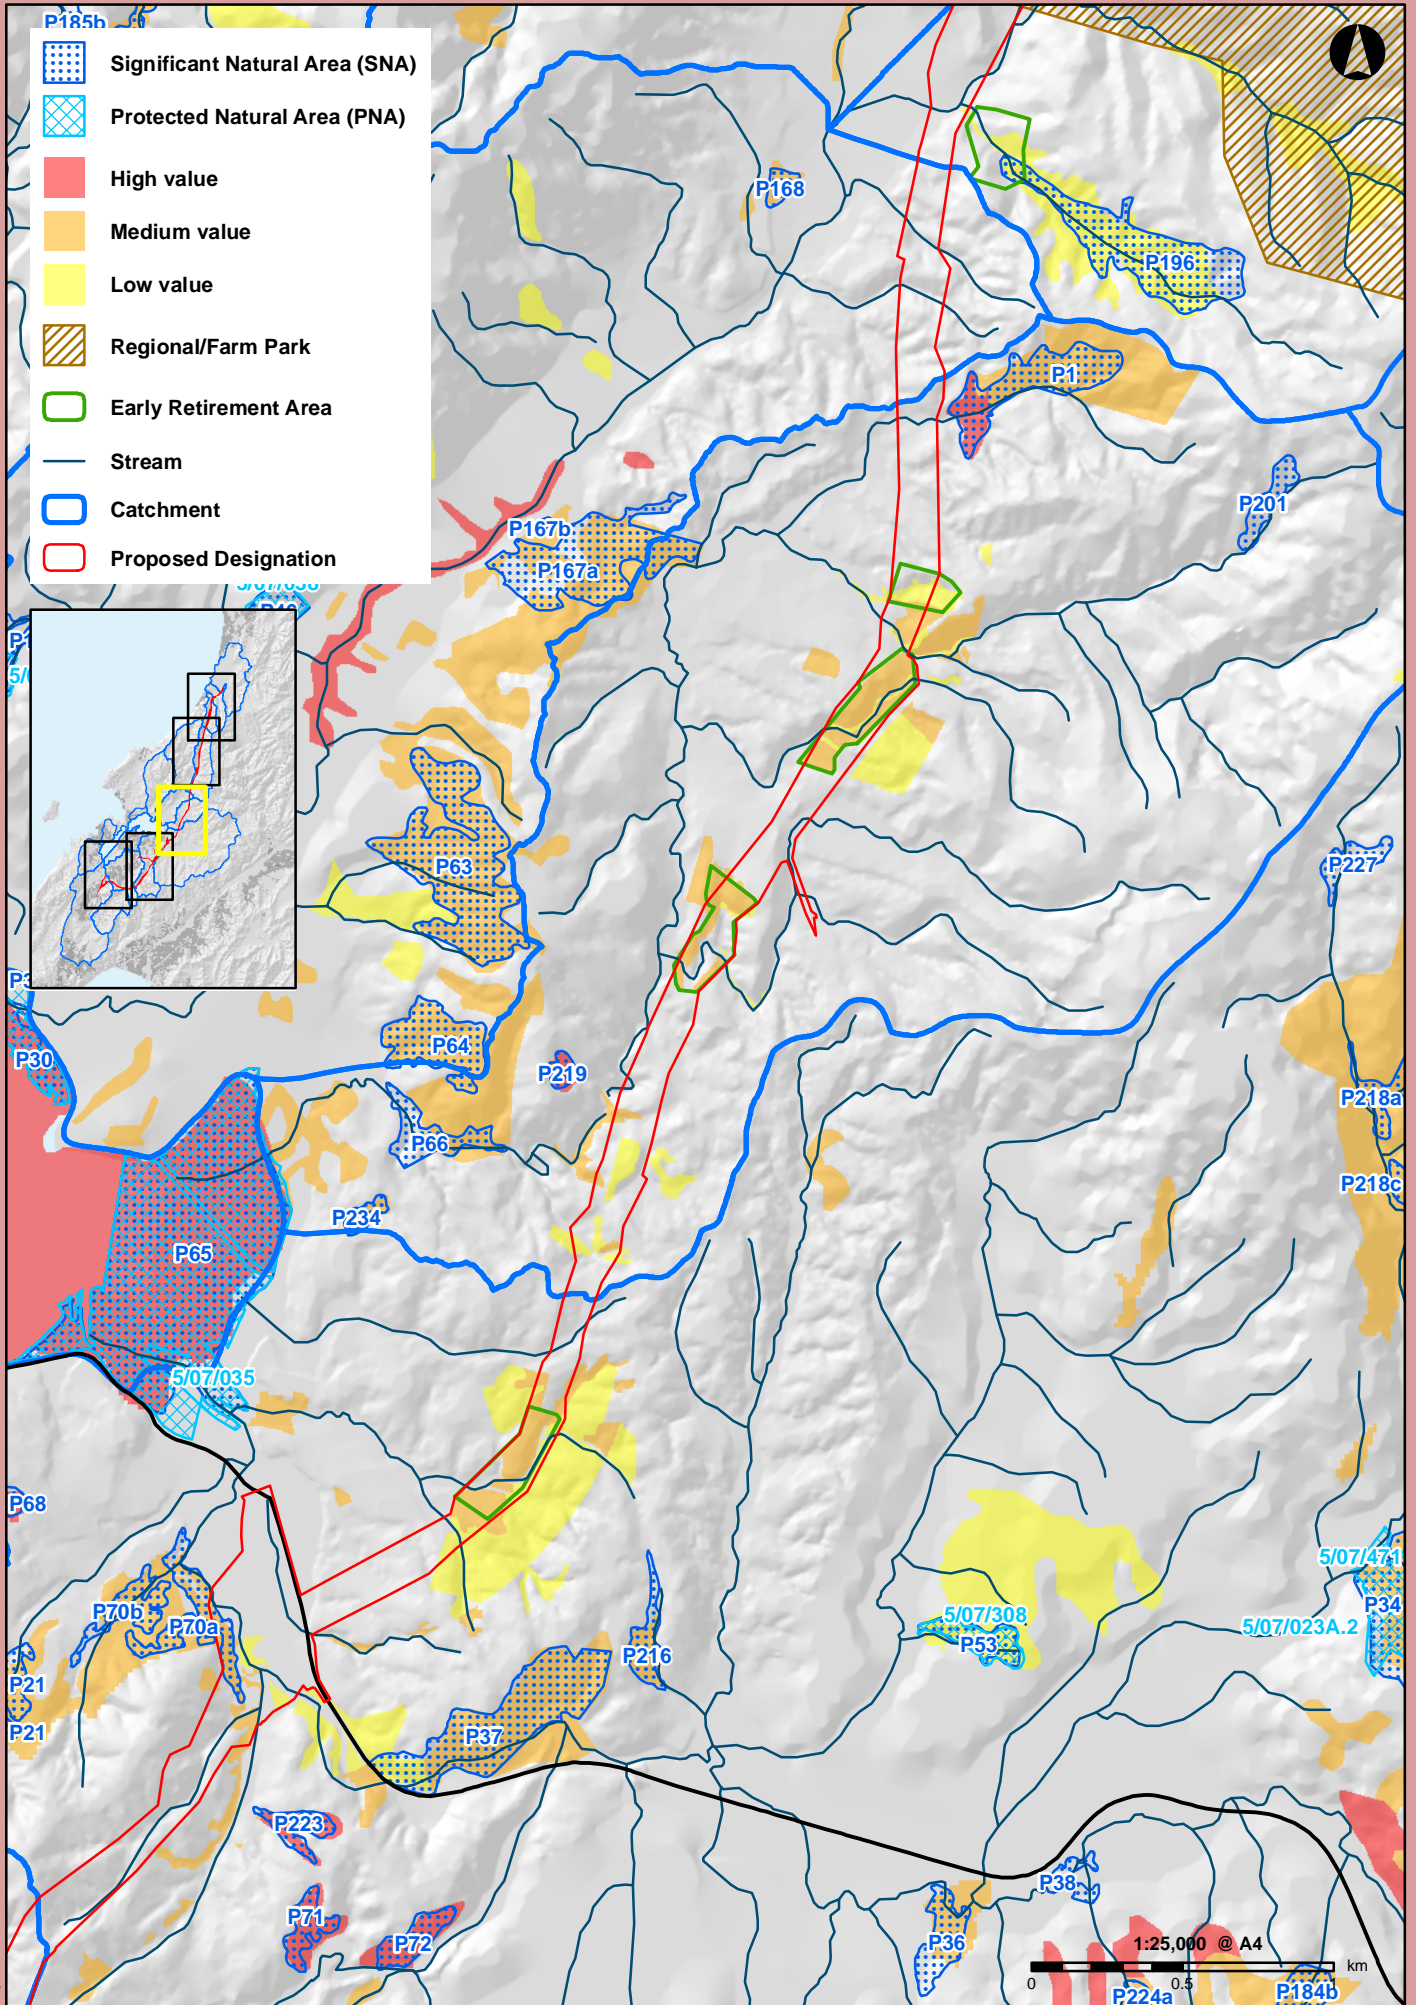 P185b
Significant Natural Area (SNA)
Protected Natural Area (PNA)
High value
Medium value
Low value
Regional/Farm Park
Early Retirement Area
Stream
Catchment
Proposed Designation
P168
P196
P1
P201
P167b
P167a
P63
P227
P30
P64
P219
P66
P218a
P218c
P234
P65
5/07/035
P68
5/07/471
P34
5/07/308
5/07/023A.2
P53
P70b
P70a
P216
P21
P21
P37
P223
P38
P71
P72
P36
1:25,000 @ A4
km
0
0.5
P224a
P184b